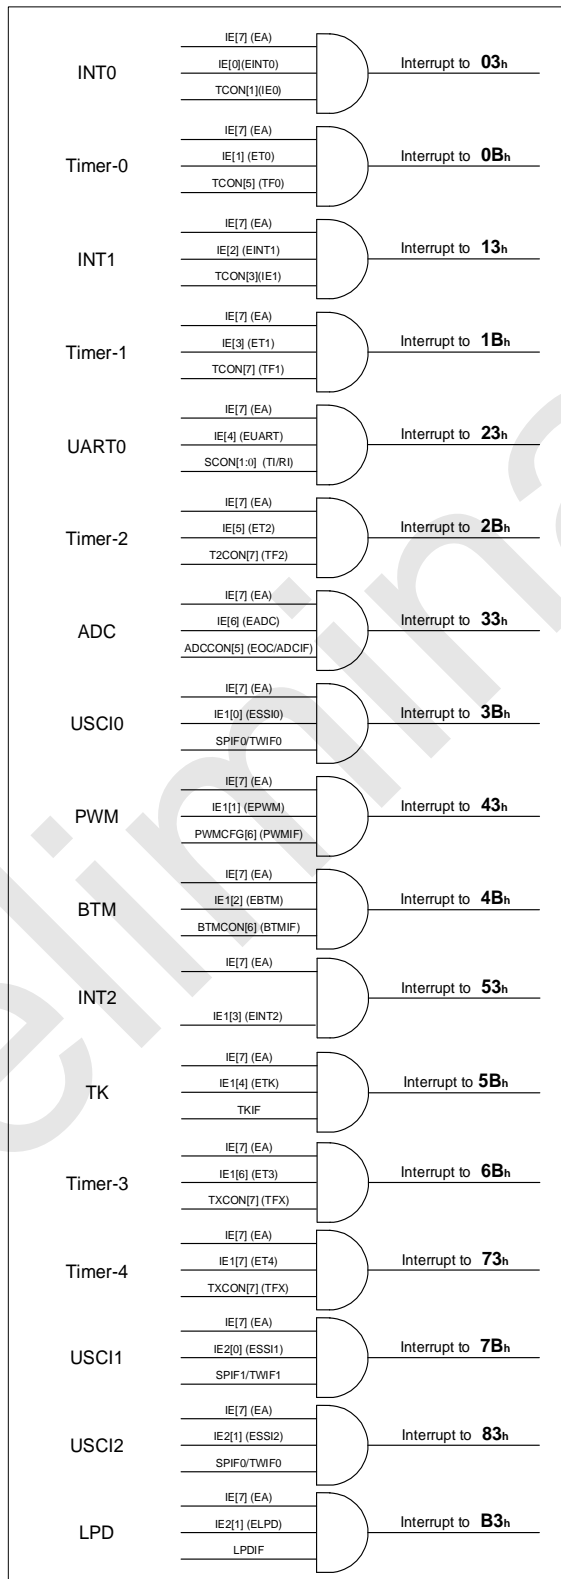 IE[7] (EA)
INT0 IE[0](EINT0) Interrupt to 03h
TCON[1](IE0)
IE[7] (EA)
Timer-0 IE[1] (ET0) Interrupt to 0Bh
TCON[5] (TF0)
IE[7] (EA)
INT1 IE[2] (EINT1) Interrupt to 13h
TCON[3](IE1)
IE[7] (EA)
Timer-1 IE[3] (ET1) Interrupt to 1Bh
TCON[7] (TF1)
IE[7] (EA)
UART0 IE[4] (EUART) Interrupt to 23h
SCON[1:0] (TI/RI)
IE[7] (EA)
Timer-2 IE[5] (ET2) Interrupt to 2Bh
T2CON[7] (TF2)
IE[7] (EA)
ADC IE[6] (EADC) Interrupt to 33h
ADCCON[5] (EOC/ADCIF)
IE[7] (EA)
USCI0 IE1[0] (ESSI0) Interrupt to 3Bh
SPIF0/TWIF0
IE[7] (EA)
PWM IE1[1] (EPWM) Interrupt to 43h
PWMCFG[6] (PWMIF)
IE[7] (EA)
BTM IE1[2] (EBTM) Interrupt to 4Bh
BTMCON[6] (BTMIF)
IE[7] (EA)
INT2 Interrupt to 53h
IE1[3] (EINT2)
IE[7] (EA)
TK IE1[4] (ETK) Interrupt to 5Bh
TKIF
IE[7] (EA)
Timer-3 IE1[6] (ET3) Interrupt to 6Bh
TXCON[7] (TFX)
IE[7] (EA)
Timer-4 IE1[7] (ET4) Interrupt to 73h
TXCON[7] (TFX)
IE[7] (EA)
USCI1 IE2[0] (ESSI1) Interrupt to 7Bh
SPIF1/TWIF1
IE[7] (EA)
USCI2 IE2[1] (ESSI2) Interrupt to 83h
SPIF0/TWIF0
IE[7] (EA)
LPD IE2[1] (ELPD) Interrupt to B3h
LPDIF
elimina